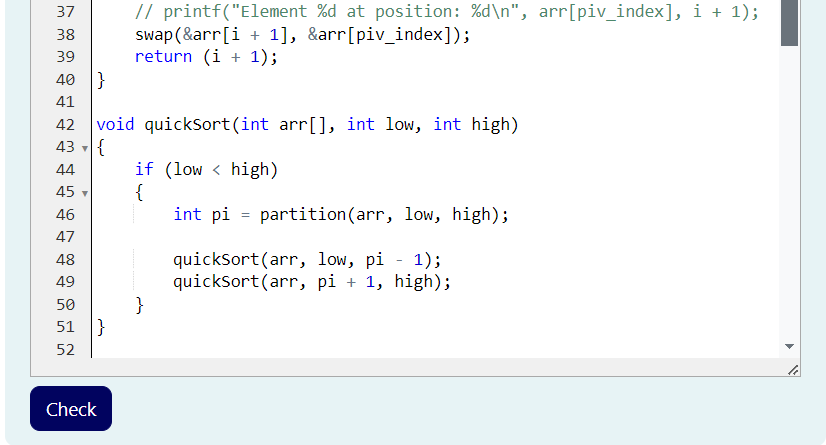 37 // printf("Element %d at position: %d\n", arr[piv_index], i + 1);
38 swap(&arr[i + 1], &arr[piv_index]);
39 return (i + 1);
40 }
41
42 void quickSort(int arr[], int low, int high)
43 {
44 if (low < high)
45 {
46 int pi = partition(arr, low, high);
47
48 quickSort(arr, low, pi - 1);
49 quickSort(arr, pi + 1, high);
50 }
51 }
52
Check